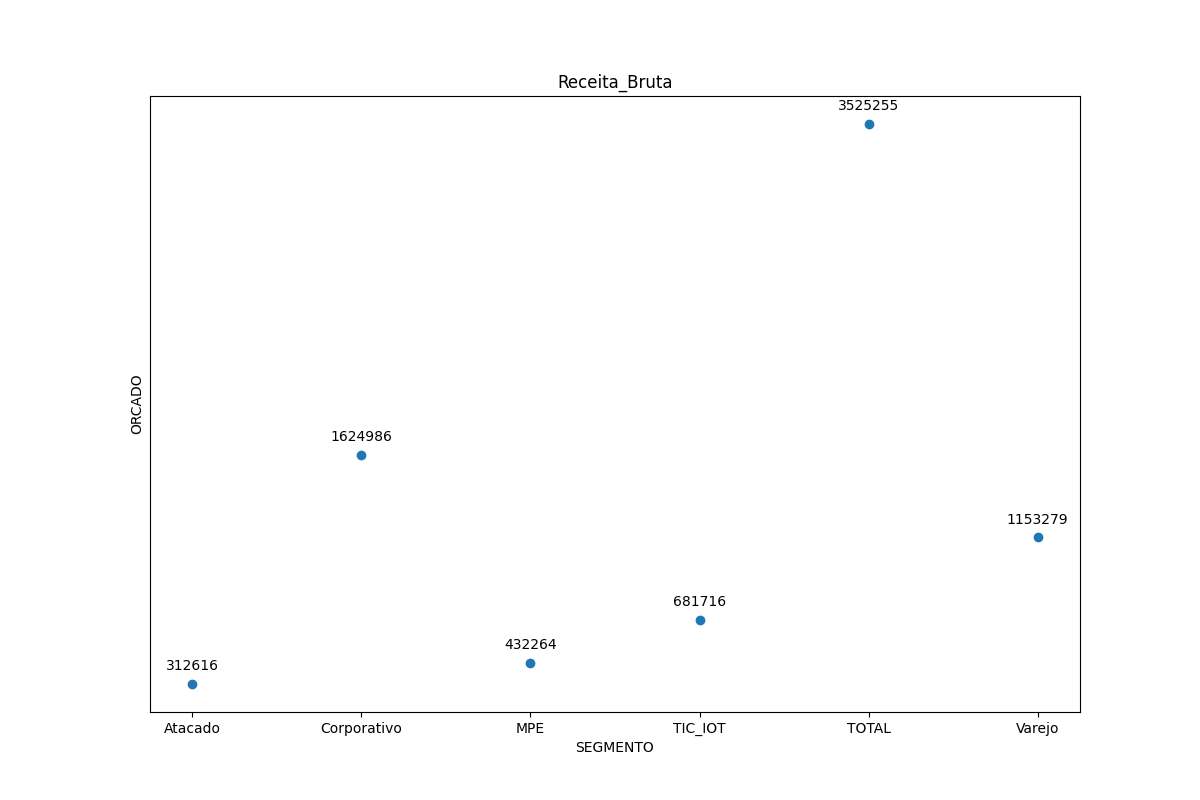 Receita_Bruta
3525255
ORCADO
1624986
1153279
681716
432264
312616
Atacado Corporativo MPE TIC_IOT TOTAL Varejo
SEGMENTO